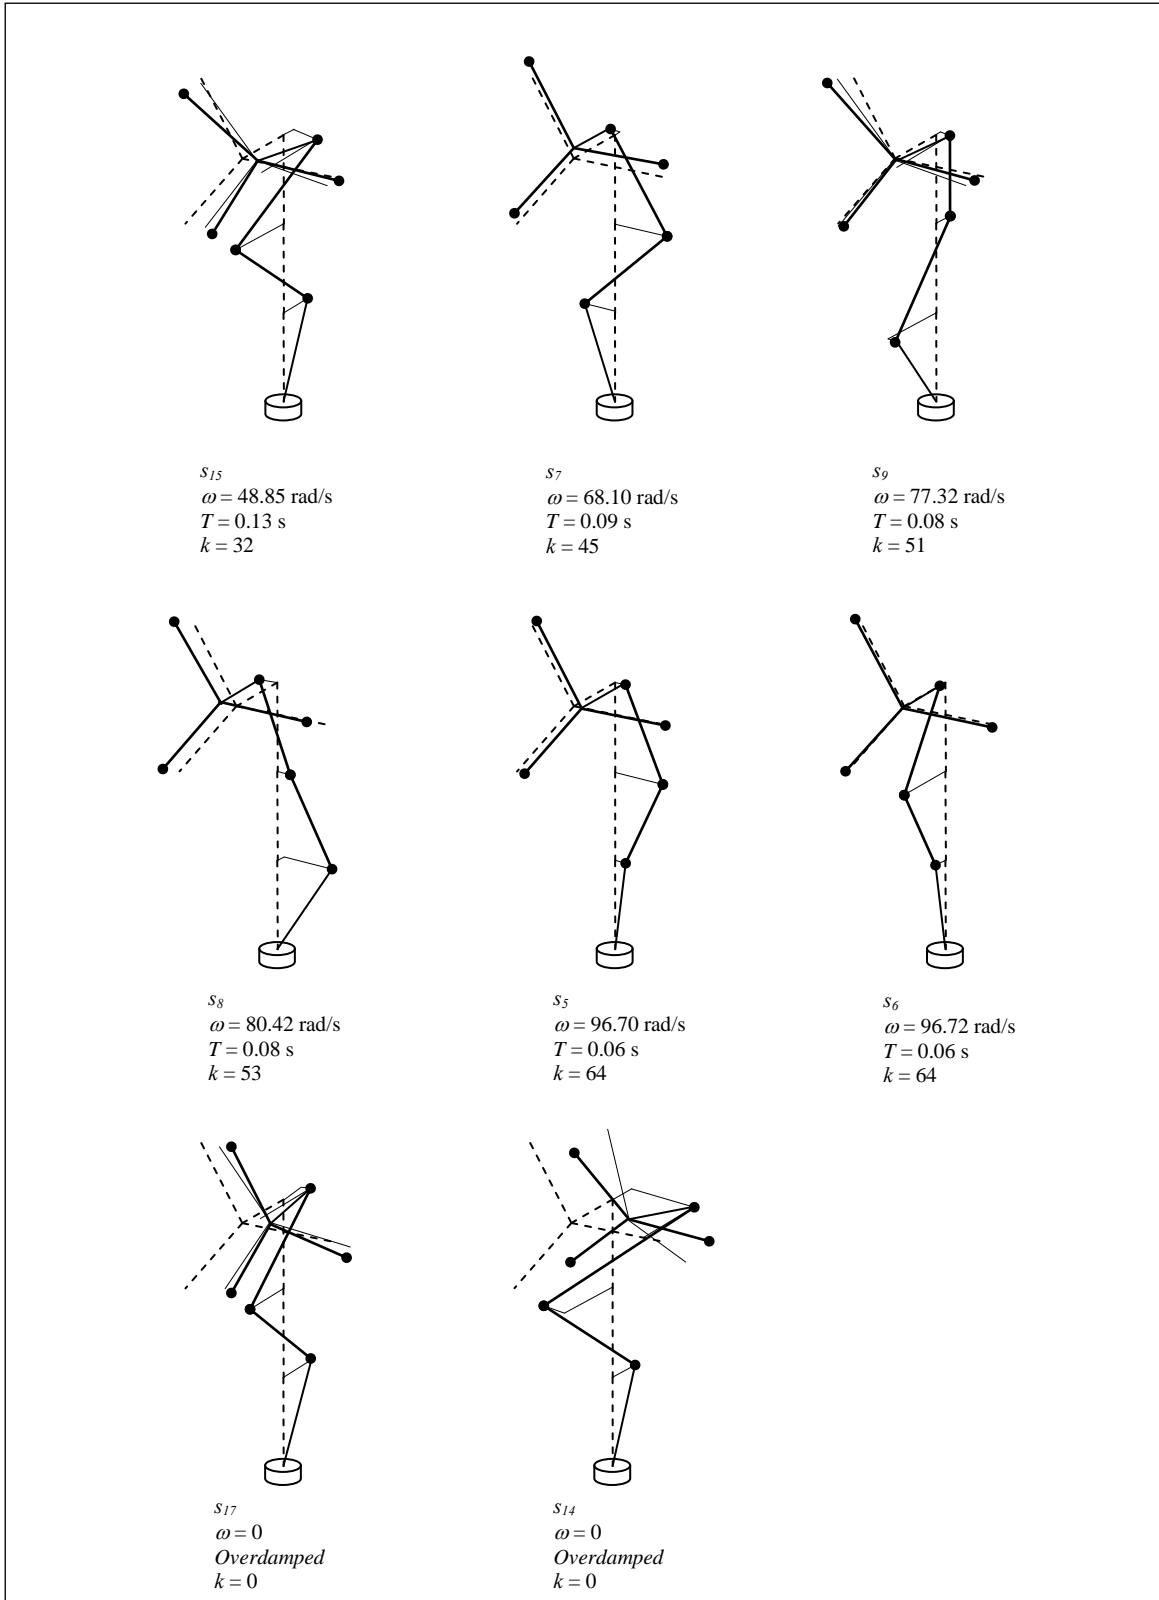 s15
ω = 48.85 rad/s
T = 0.13 s
k = 32
s7
ω = 68.10 rad/s
T = 0.09 s
k = 45
s9
ω = 77.32 rad/s
T = 0.08 s
k = 51
s8
ω = 80.42 rad/s
T = 0.08 s
k = 53
s5
ω = 96.70 rad/s
T = 0.06 s
k = 64
s6
ω = 96.72 rad/s
T = 0.06 s
k = 64
s17
ω = 0
Overdamped
k = 0
s14
ω = 0
Overdamped
k = 0